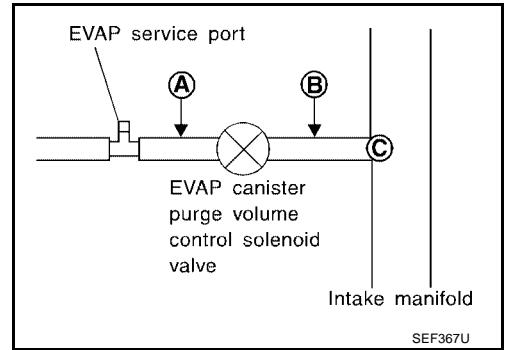 EVAP service port
A
B
C
EVAP canister
purge volume
control solenoid
valve
Intake manifold
SEF367U